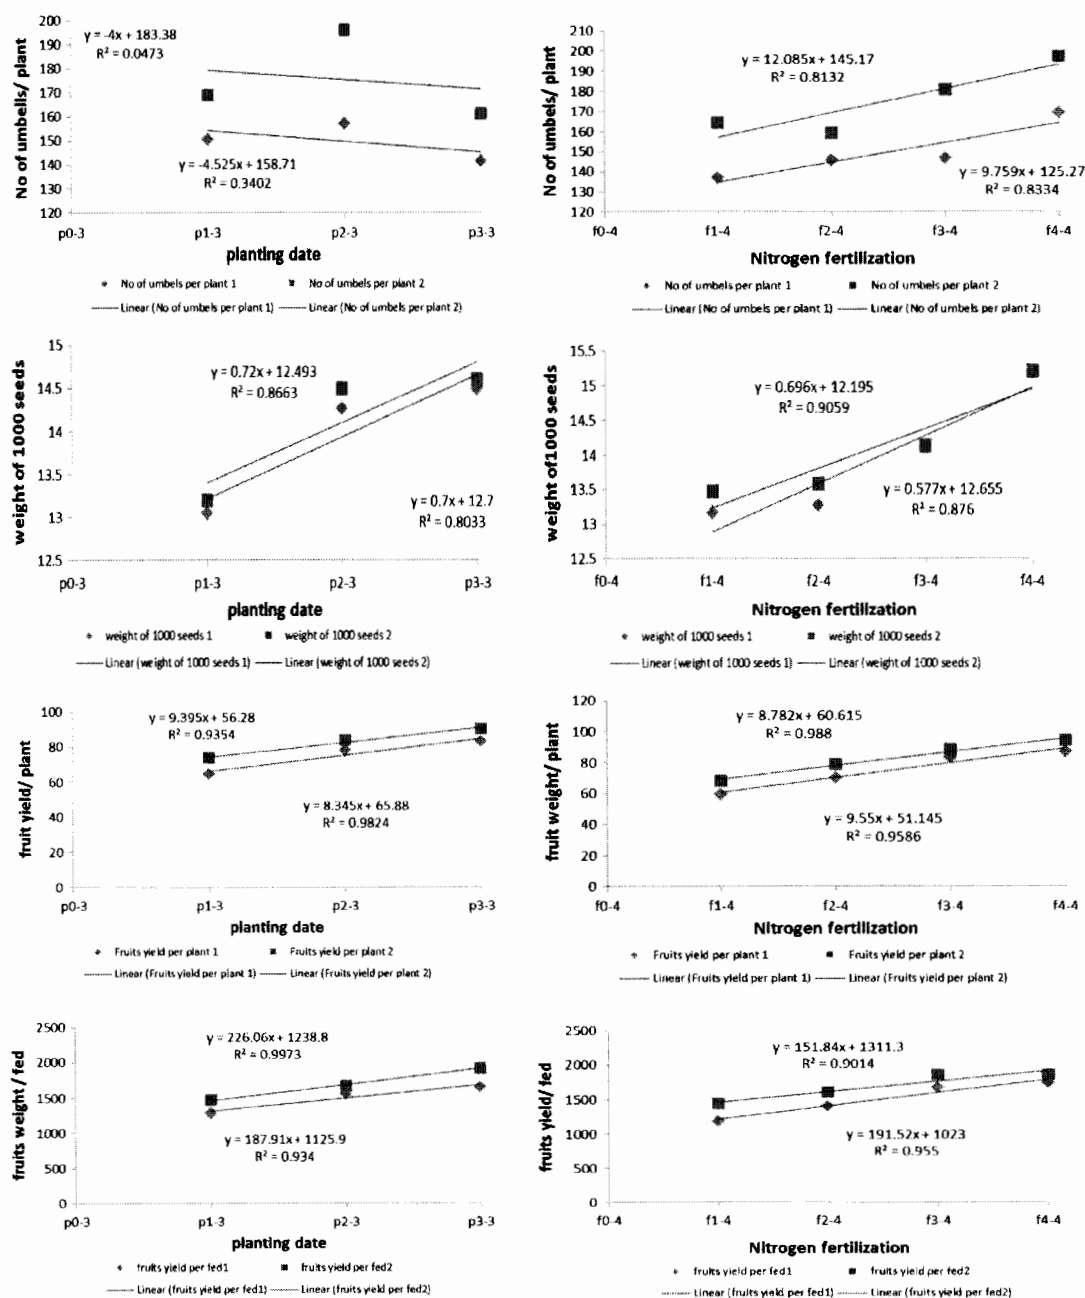 200
190
180
170
160
150
140
130
120
No of umbells/ plant
y = -4x + 183.38
R² = 0.0473
y = -4.525x + 158.71
R² = 0.3402
p0-3 p1-3 p2-3 p3-3
planting date
No of umbels per plant 1 No of umbels per plant 2
Linear (No of umbels per plant 1) Linear (No of umbels per plant 2)
210
200
190
180
170
160
150
140
130
120
No of umbels/ plant
y = 12.085x + 145.17
R² = 0.8132
y = 9.759x + 125.27
R² = 0.8334
f0-4 f1-4 f2-4 f3-4 f4-4
Nitrogen fertilization
No of umbels per plant 1 No of umbels per plant 2
Linear (No of umbels per plant 1) Linear (No of umbels per plant 2)
15
14.5
14
13.5
13
12.5
weight of 1000 seeds
y = 0.72x + 12.493
R² = 0.8663
y = 0.7x + 12.7
R² = 0.8033
p0-3 p1-3 p2-3 p3-3
planting date
weight of 1000 seeds 1 weight of 1000 seeds 2
Linear (weight of 1000 seeds 1) Linear (weight of 1000 seeds 2)
15.5
15
14.5
14
13.5
13
12.5
weight of1000 seeds
y = 0.696x + 12.195
R² = 0.9059
y = 0.577x + 12.655
R² = 0.876
f0-4 f1-4 f2-4 f3-4 f4-4
Nitrogen fertilization
weight of 1000 seeds 1 weight of 1000 seeds 2
Linear (weight of 1000 seeds 1) Linear (weight of 1000 seeds 2)
100
80
60
40
20
0
fruit yield/ plant
y = 9.395x + 56.28
R² = 0.9354
y = 8.345x + 65.88
R² = 0.9824
p0-3 p1-3 p2-3 p3-3
planting date
Fruits yield per plant 1 Fruits yield per plant 2
Linear (Fruits yield per plant 1) Linear (Fruits yield per plant 2)
120
100
80
60
40
20
0
fruit weight/ plant
y = 8.782x + 60.615
R² = 0.988
y = 9.55x + 51.145
R² = 0.9586
f0-4 f1-4 f2-4 f3-4 f4-4
Nitrogen fertilization
Fruits yield per plant 1 Fruits yield per plant 2
Linear (Fruits yield per plant 1) Linear (Fruits yield per plant 2)
2500
2000
1500
1000
500
0
fruits weight / fed
y = 226.06x + 1238.8
R² = 0.9973
y = 187.91x + 1125.9
R² = 0.934
p0-3 p1-3 p2-3 p3-3
planting date
fruits yield per fed1 fruits yield per fed2
Linear (fruits yield per fed1) Linear (fruits yield per fed2)
2500
2000
1500
1000
500
0
fruits yield/ fed
y = 151.84x + 1311.3
R² = 0.9014
y = 191.52x + 1023
R² = 0.955
f0-4 f1-4 f2-4 f3-4 f4-4
Nitrogen fertilization
fruits yield per fed1 fruits yield per fed2
Linear (fruits yield per fed1) Linear (fruits yield per fed2)